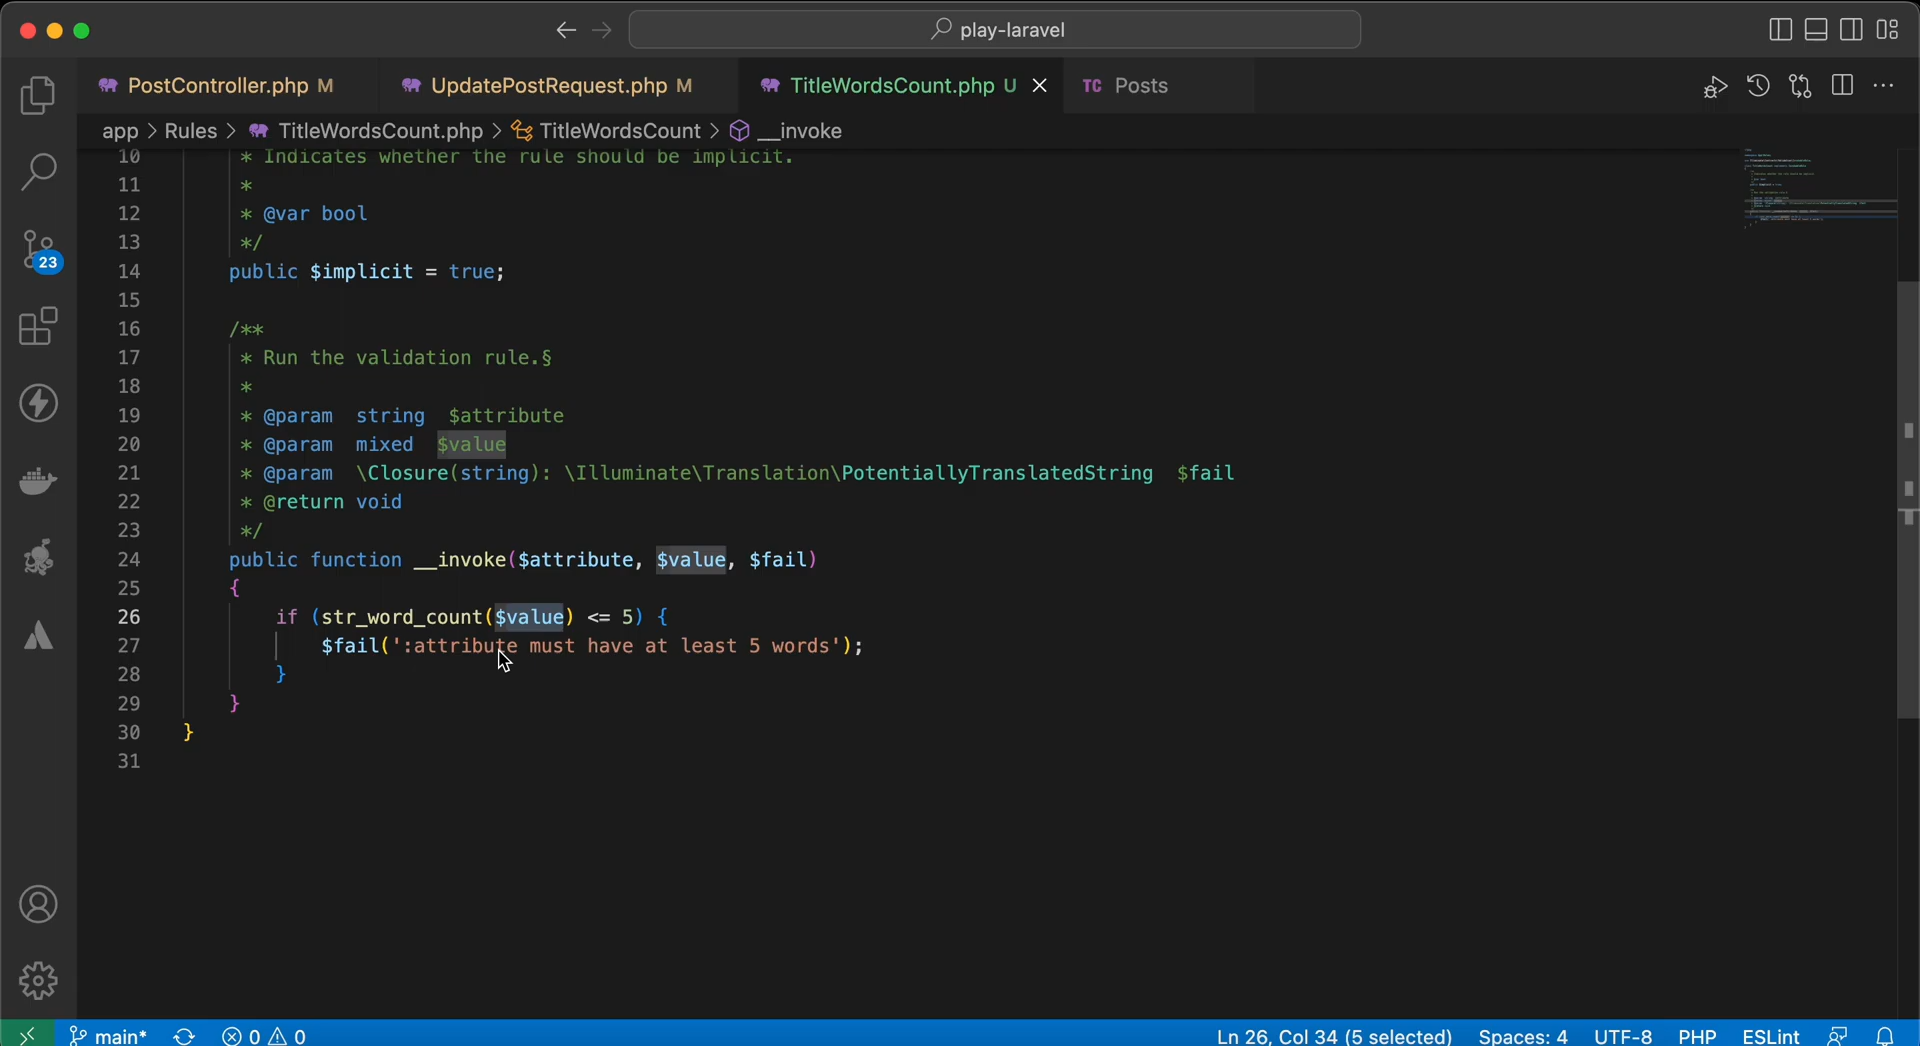 play-laravel
PostController.php M
UpdatePostRequest.php M
TitleWordsCount.php U
TC Posts
app > Rules > TitleWordsCount.php > TitleWordsCount > __invoke
10 * Indicates whether the rule should be implicit.
11 *
12 * @var bool
13 */
14 public $implicit = true;
15
16 /**
17 * Run the validation rule.§
18 *
19 * @param  string  $attribute
20 * @param  mixed  $value
21 * @param  \Closure(string): \Illuminate\Translation\PotentiallyTranslatedString  $fail
22 * @return void
23 */
24 public function __invoke($attribute, $value, $fail)
25 {
26 if (str_word_count($value) <= 5) {
27 $fail(':attribute must have at least 5 words');
28 }
29 }
30 }
31
23
main* 0 0 Ln 26, Col 34 (5 selected) Spaces: 4 UTF-8 PHP ESLint